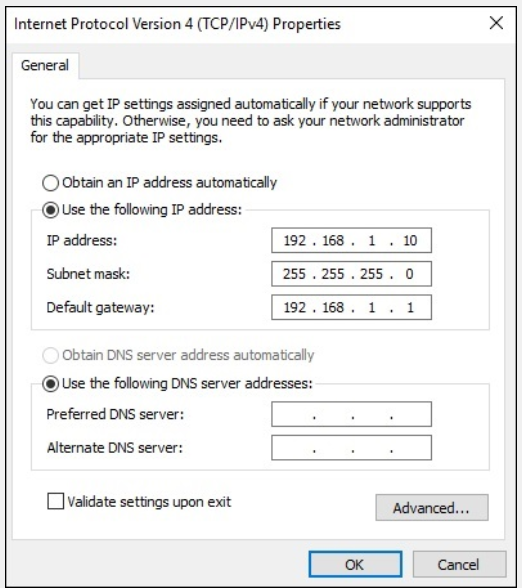 Internet Protocol Version 4 (TCP/IPv4) Properties
General
You can get IP settings assigned automatically if your network supports
this capability. Otherwise, you need to ask your network administrator
for the appropriate IP settings.
Obtain an IP address automatically
Use the following IP address:
IP address: 192 . 168 . 1 . 10
Subnet mask: 255 . 255 . 255 . 0
Default gateway: 192 . 168 . 1 . 1
Obtain DNS server address automatically
Use the following DNS server addresses:
Preferred DNS server: . . .
Alternate DNS server: . . .
Validate settings upon exit
Advanced...
OK Cancel